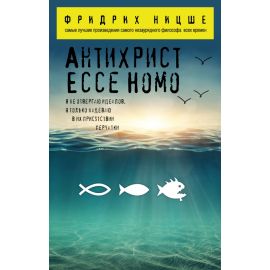 ФРИДРИХ НИЦШЕ
самые лучшие произведения самого незаурядного философа всех времен
АНТИХРИСТ
ECCE HOMO
Я НЕ ОТВЕРГАЮ ИДЕАЛОВ,
Я ТОЛЬКО НАДЕВАЮ
В ИХ ПРИСУТСТВИИ
ПЕРЧАТКИ